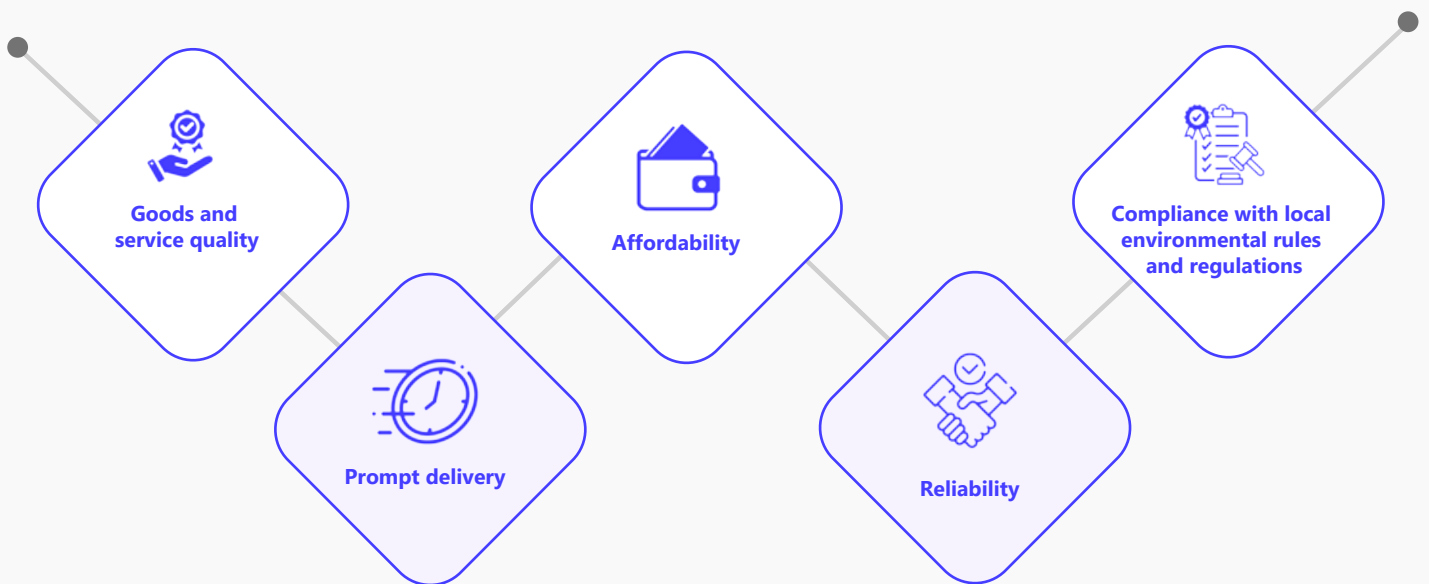 Goods and
service quality
Prompt delivery
Affordability
Reliability
Compliance with local
environmental rules
and regulations